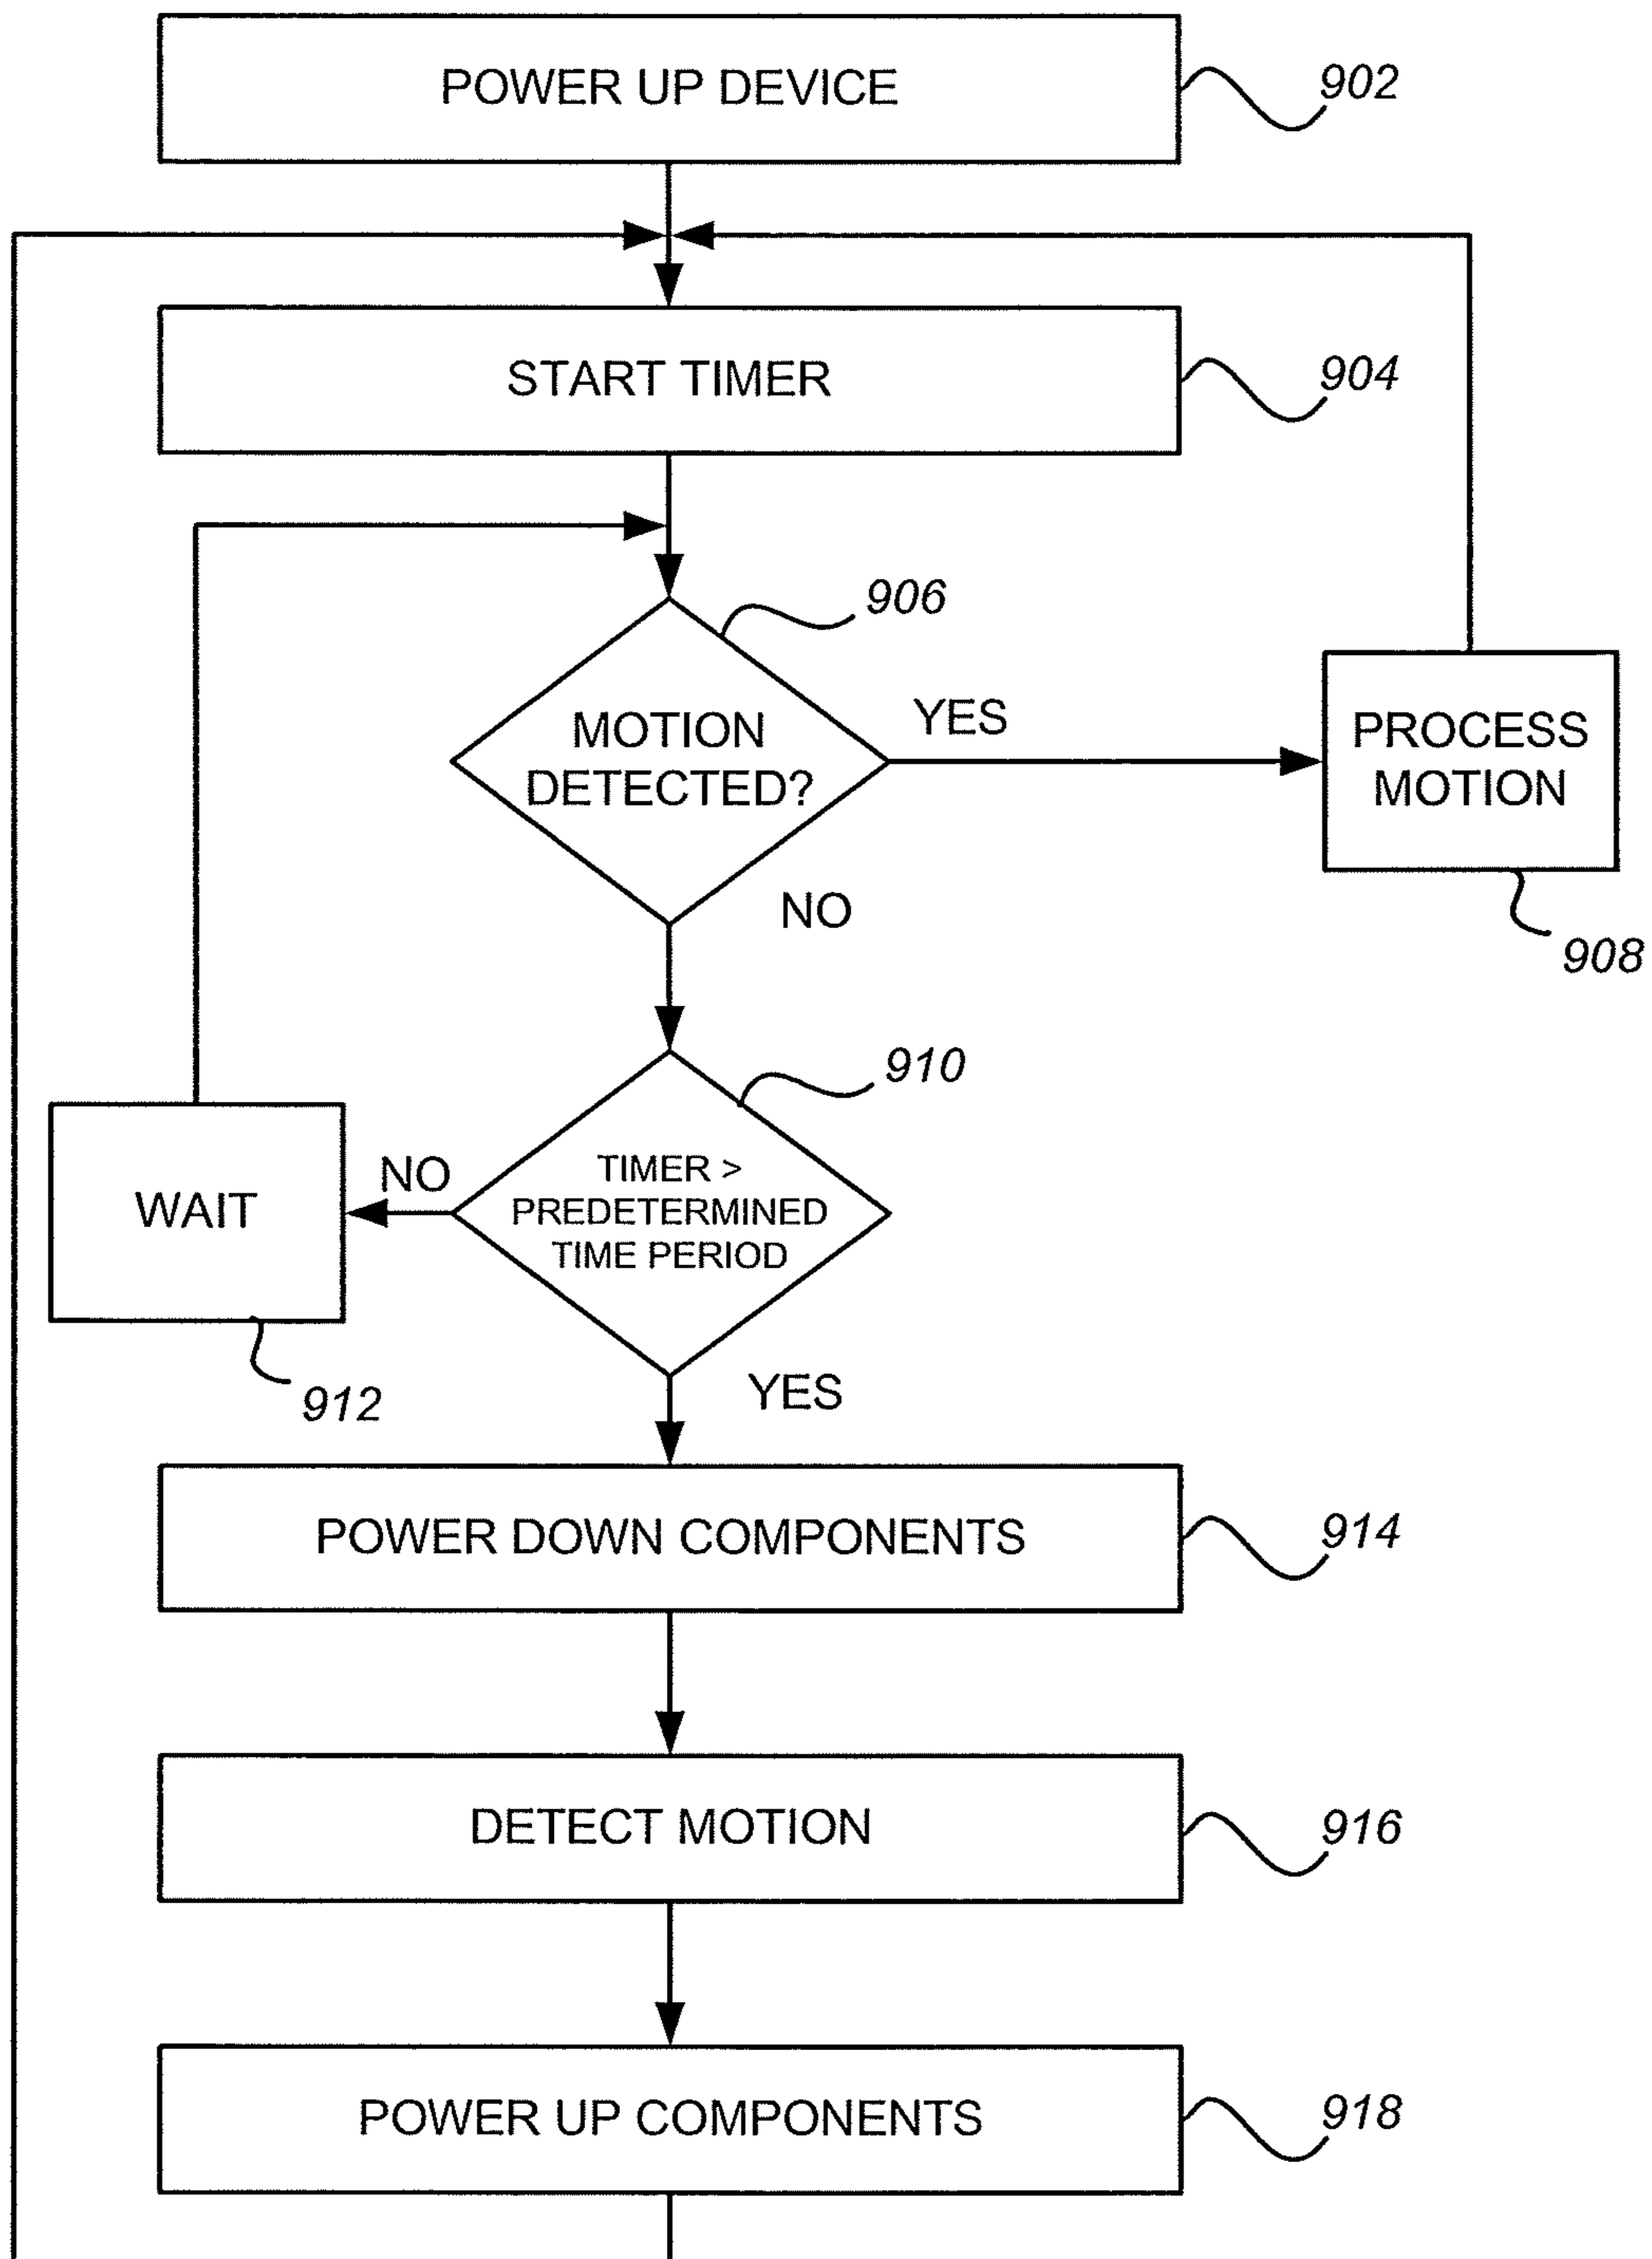 POWER UP DEVICE
902
START TIMER
904
906
MOTION
DETECTED?
YES
PROCESS
MOTION
908
NO
910
TIMER >
PREDETERMINED
TIME PERIOD
NO
WAIT
912
YES
POWER DOWN COMPONENTS
914
DETECT MOTION
916
POWER UP COMPONENTS
918